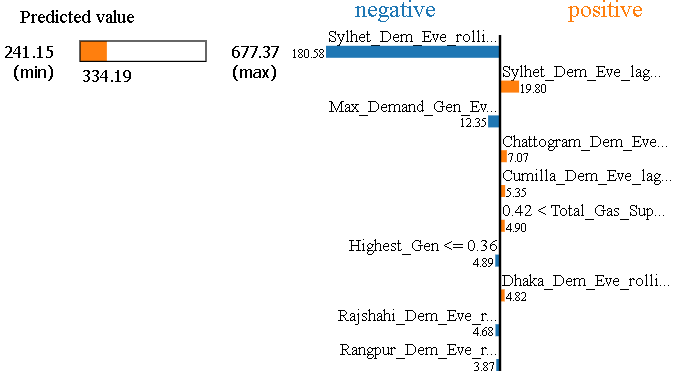 Predicted value
241.15
(min)
334.19
677.37
(max)
negative
positive
Sylhet_Dem_Eve_rolli...
180.58
Sylhet_Dem_Eve_lag...
19.80
Max_Demand_Gen_Ev...
12.35
Chattogram_Dem_Eve...
7.07
Cumilla_Dem_Eve_lag...
5.35
0.42 < Total_Gas_Sup...
4.90
Highest_Gen <= 0.36
4.89
Dhaka_Dem_Eve_rolli...
4.82
Rajshahi_Dem_Eve_r...
4.68
Rangpur_Dem_Eve_r...
3.87